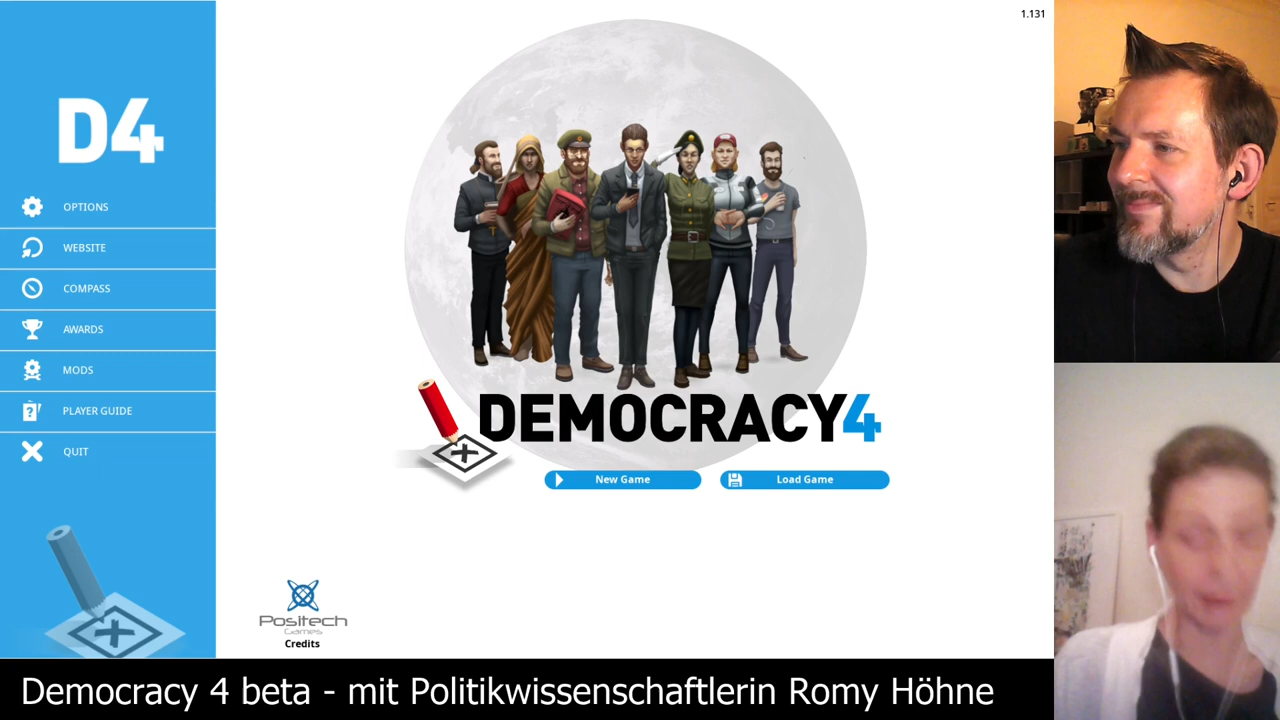 1.131
D4
OPTIONS
WEBSITE
COMPASS
AWARDS
MODS
PLAYER GUIDE
QUIT
DEMOCRACY4
New Game
Load Game
Positech
Games
Credits
Democracy 4 beta - mit Politikwissenschaftlerin Romy Höhne